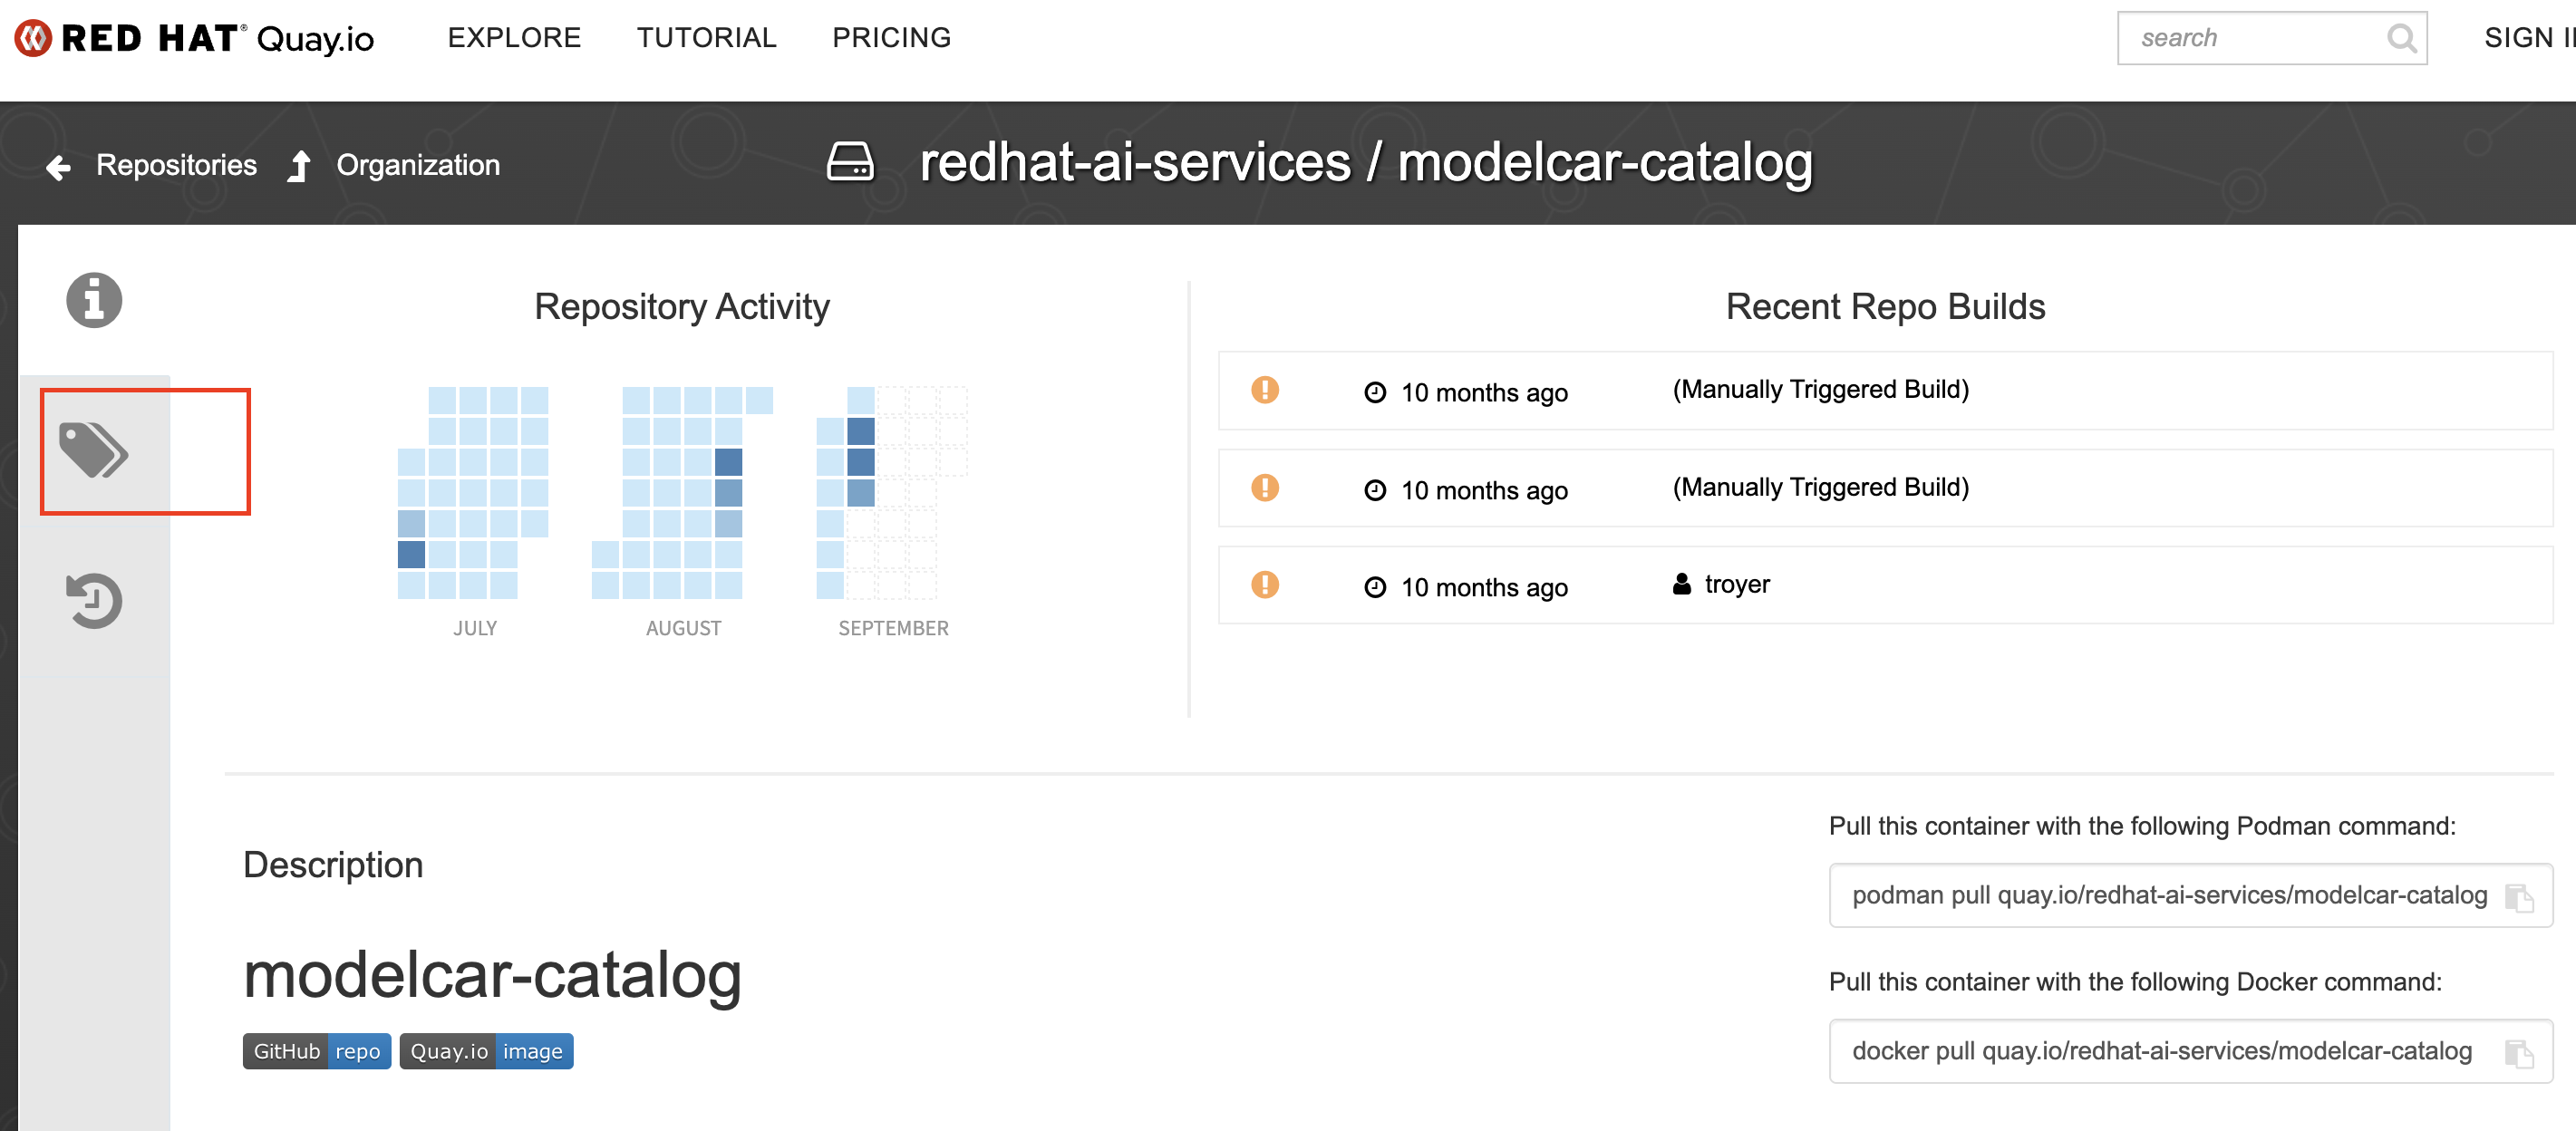 RED HAT® Quay.io EXPLORE TUTORIAL PRICING search SIGN I
Repositories Organization redhat-ai-services / modelcar-catalog
Repository Activity
JULY AUGUST SEPTEMBER
Recent Repo Builds
10 months ago (Manually Triggered Build)
10 months ago (Manually Triggered Build)
10 months ago troyer
Description
modelcar-catalog
GitHub repo Quay.io image
Pull this container with the following Podman command:
podman pull quay.io/redhat-ai-services/modelcar-catalog
Pull this container with the following Docker command:
docker pull quay.io/redhat-ai-services/modelcar-catalog